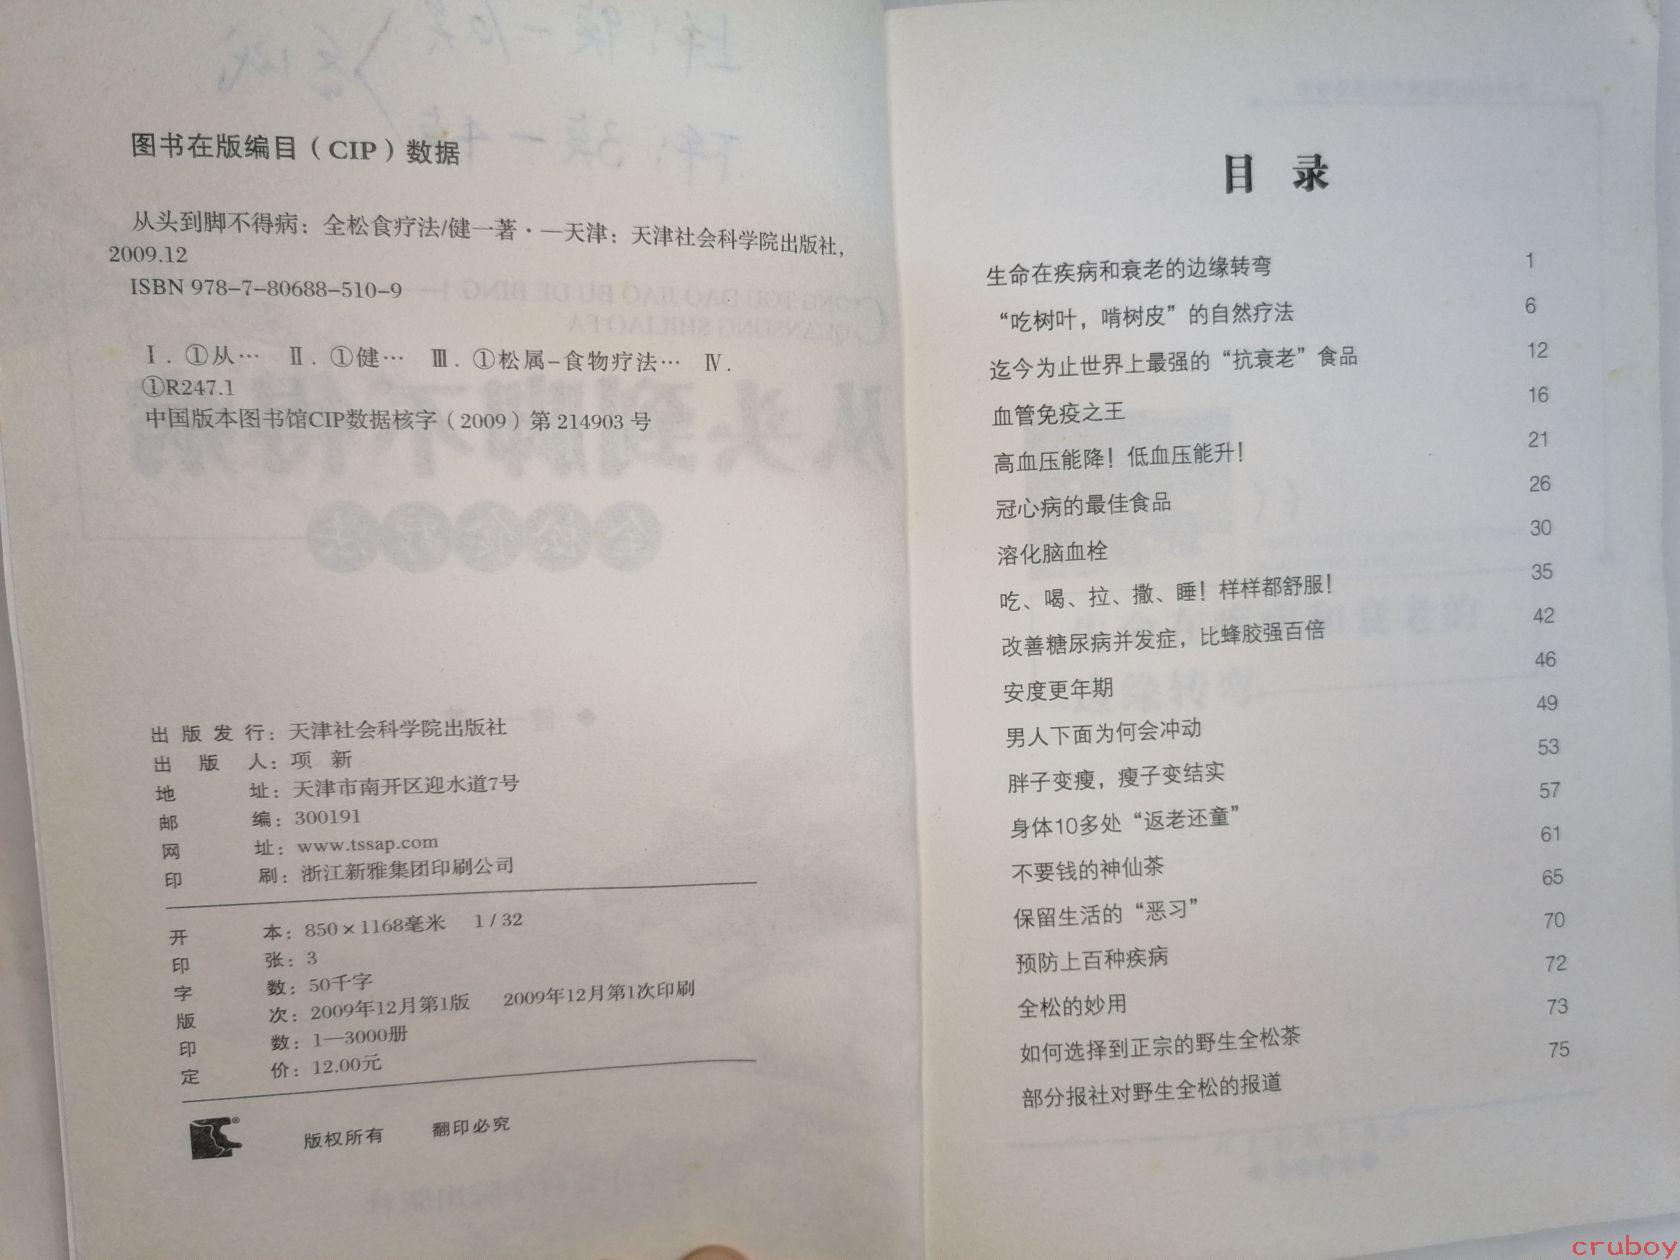 图书在版编目（CIP）数据
从头到脚不得病：全松食疗法/健一著·—天津：天津社会科学院出版社，
2009.12
ISBN 978-7-80688-510-9
Ⅰ．①从… Ⅱ．①健… Ⅲ．①松属-食物疗法… Ⅳ．
①R247.1
中国版本图书馆CIP数据核字（2009）第 214903 号
出版发行：天津社会科学院出版社
出版人：项 新
地址：天津市南开区迎水道7号
邮编：300191
网址：www.tssap.com
印刷：浙江新雅集团印刷公司
开本：850×1168毫米 1/32
印张：3
字数：50千字
版次：2009年12月第1版 2009年12月第1次印刷
印数：1—3000册
定价：12.00元
版权所有 翻印必究
目 录
生命在疾病和衰老的边缘转弯 1
“吃树叶，啃树皮”的自然疗法 6
迄今为止世界上最强的“抗衰老”食品 12
血管免疫之王 16
高血压能降！低血压能升！ 21
冠心病的最佳食品 26
溶化脑血栓 30
吃、喝、拉、撒、睡！样样都舒服！ 35
改善糖尿病并发症，比蜂胶强百倍 42
安度更年期 46
男人下面为何会冲动 49
胖子变瘦，瘦子变结实 53
身体10多处“返老还童” 57
不要钱的神仙茶 61
保留生活的“恶习” 65
预防上百种疾病 70
全松的妙用 72
如何选择到正宗的野生全松茶 73
部分报社对野生全松的报道 75
cruboy